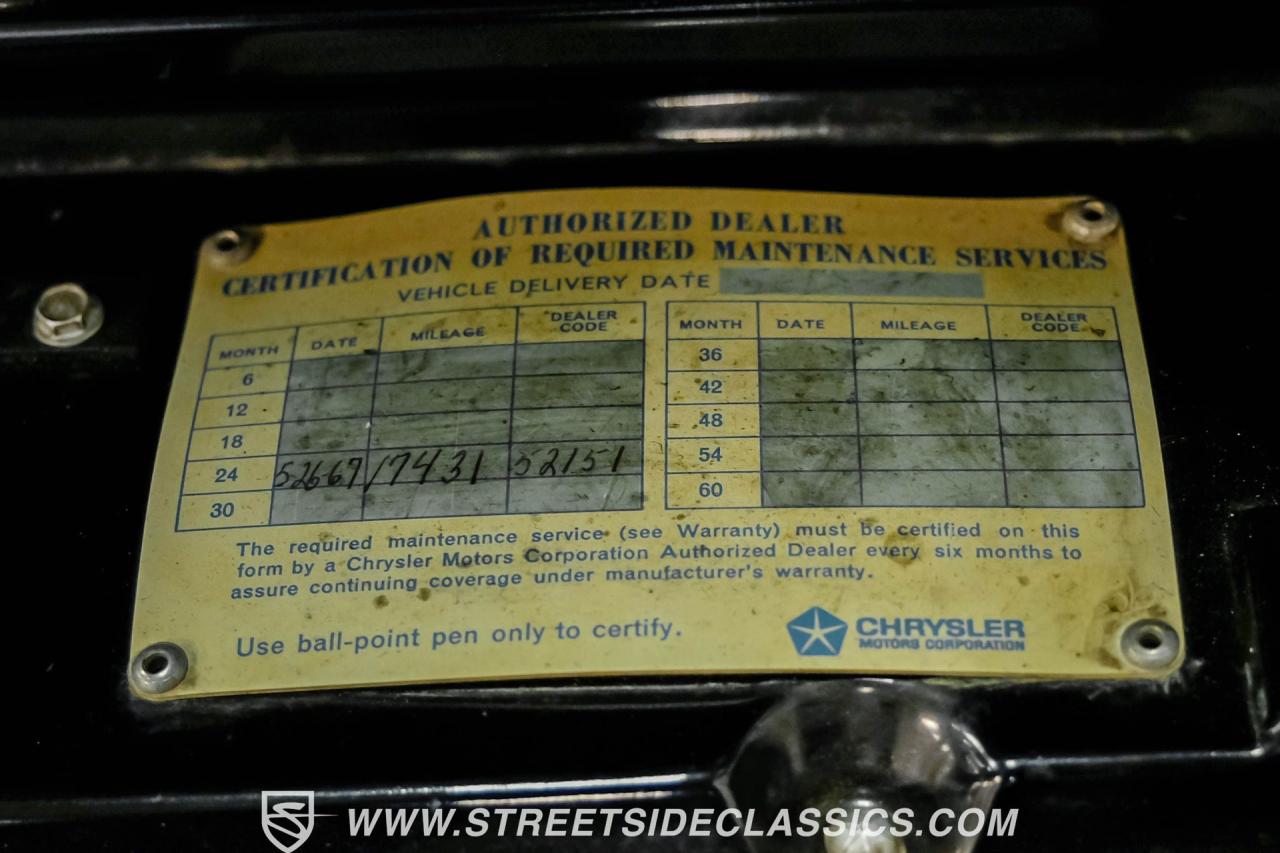 AUTHORIZED DEALER
CERTIFICATION OF REQUIRED MAINTENANCE SERVICES
VEHICLE DELIVERY DATE
MONTH DATE MILEAGE DEALER CODE
6
12
18
24 52667 17431 52151
30
MONTH DATE MILEAGE DEALER CODE
36
42
48
54
60
The required maintenance service (see Warranty) must be certified on this
form by a Chrysler Motors Corporation Authorized Dealer every six months to
assure continuing coverage under manufacturer's warranty.
Use ball-point pen only to certify.
CHRYSLER
MOTORS CORPORATION
WWW.STREETSIDECLASSICS.COM